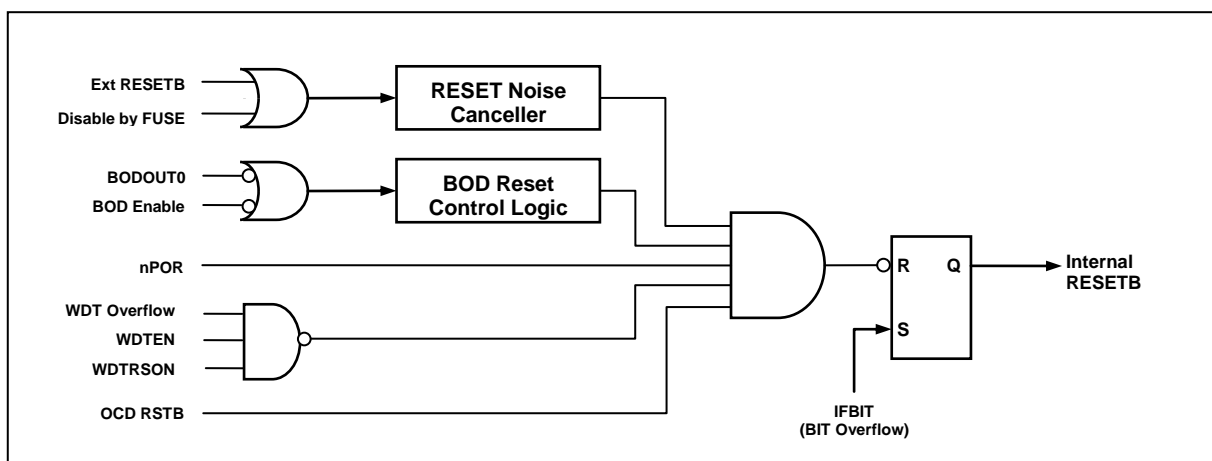 Ext RESETB
Disable by FUSE
RESET Noise
Canceller
BODOUT0
BOD Enable
BOD Reset
Control Logic
nPOR
WDT Overflow
WDTEN
WDTRSON
OCD RSTB
R
Q
S
Internal
RESETB
IFBIT
(BIT Overflow)